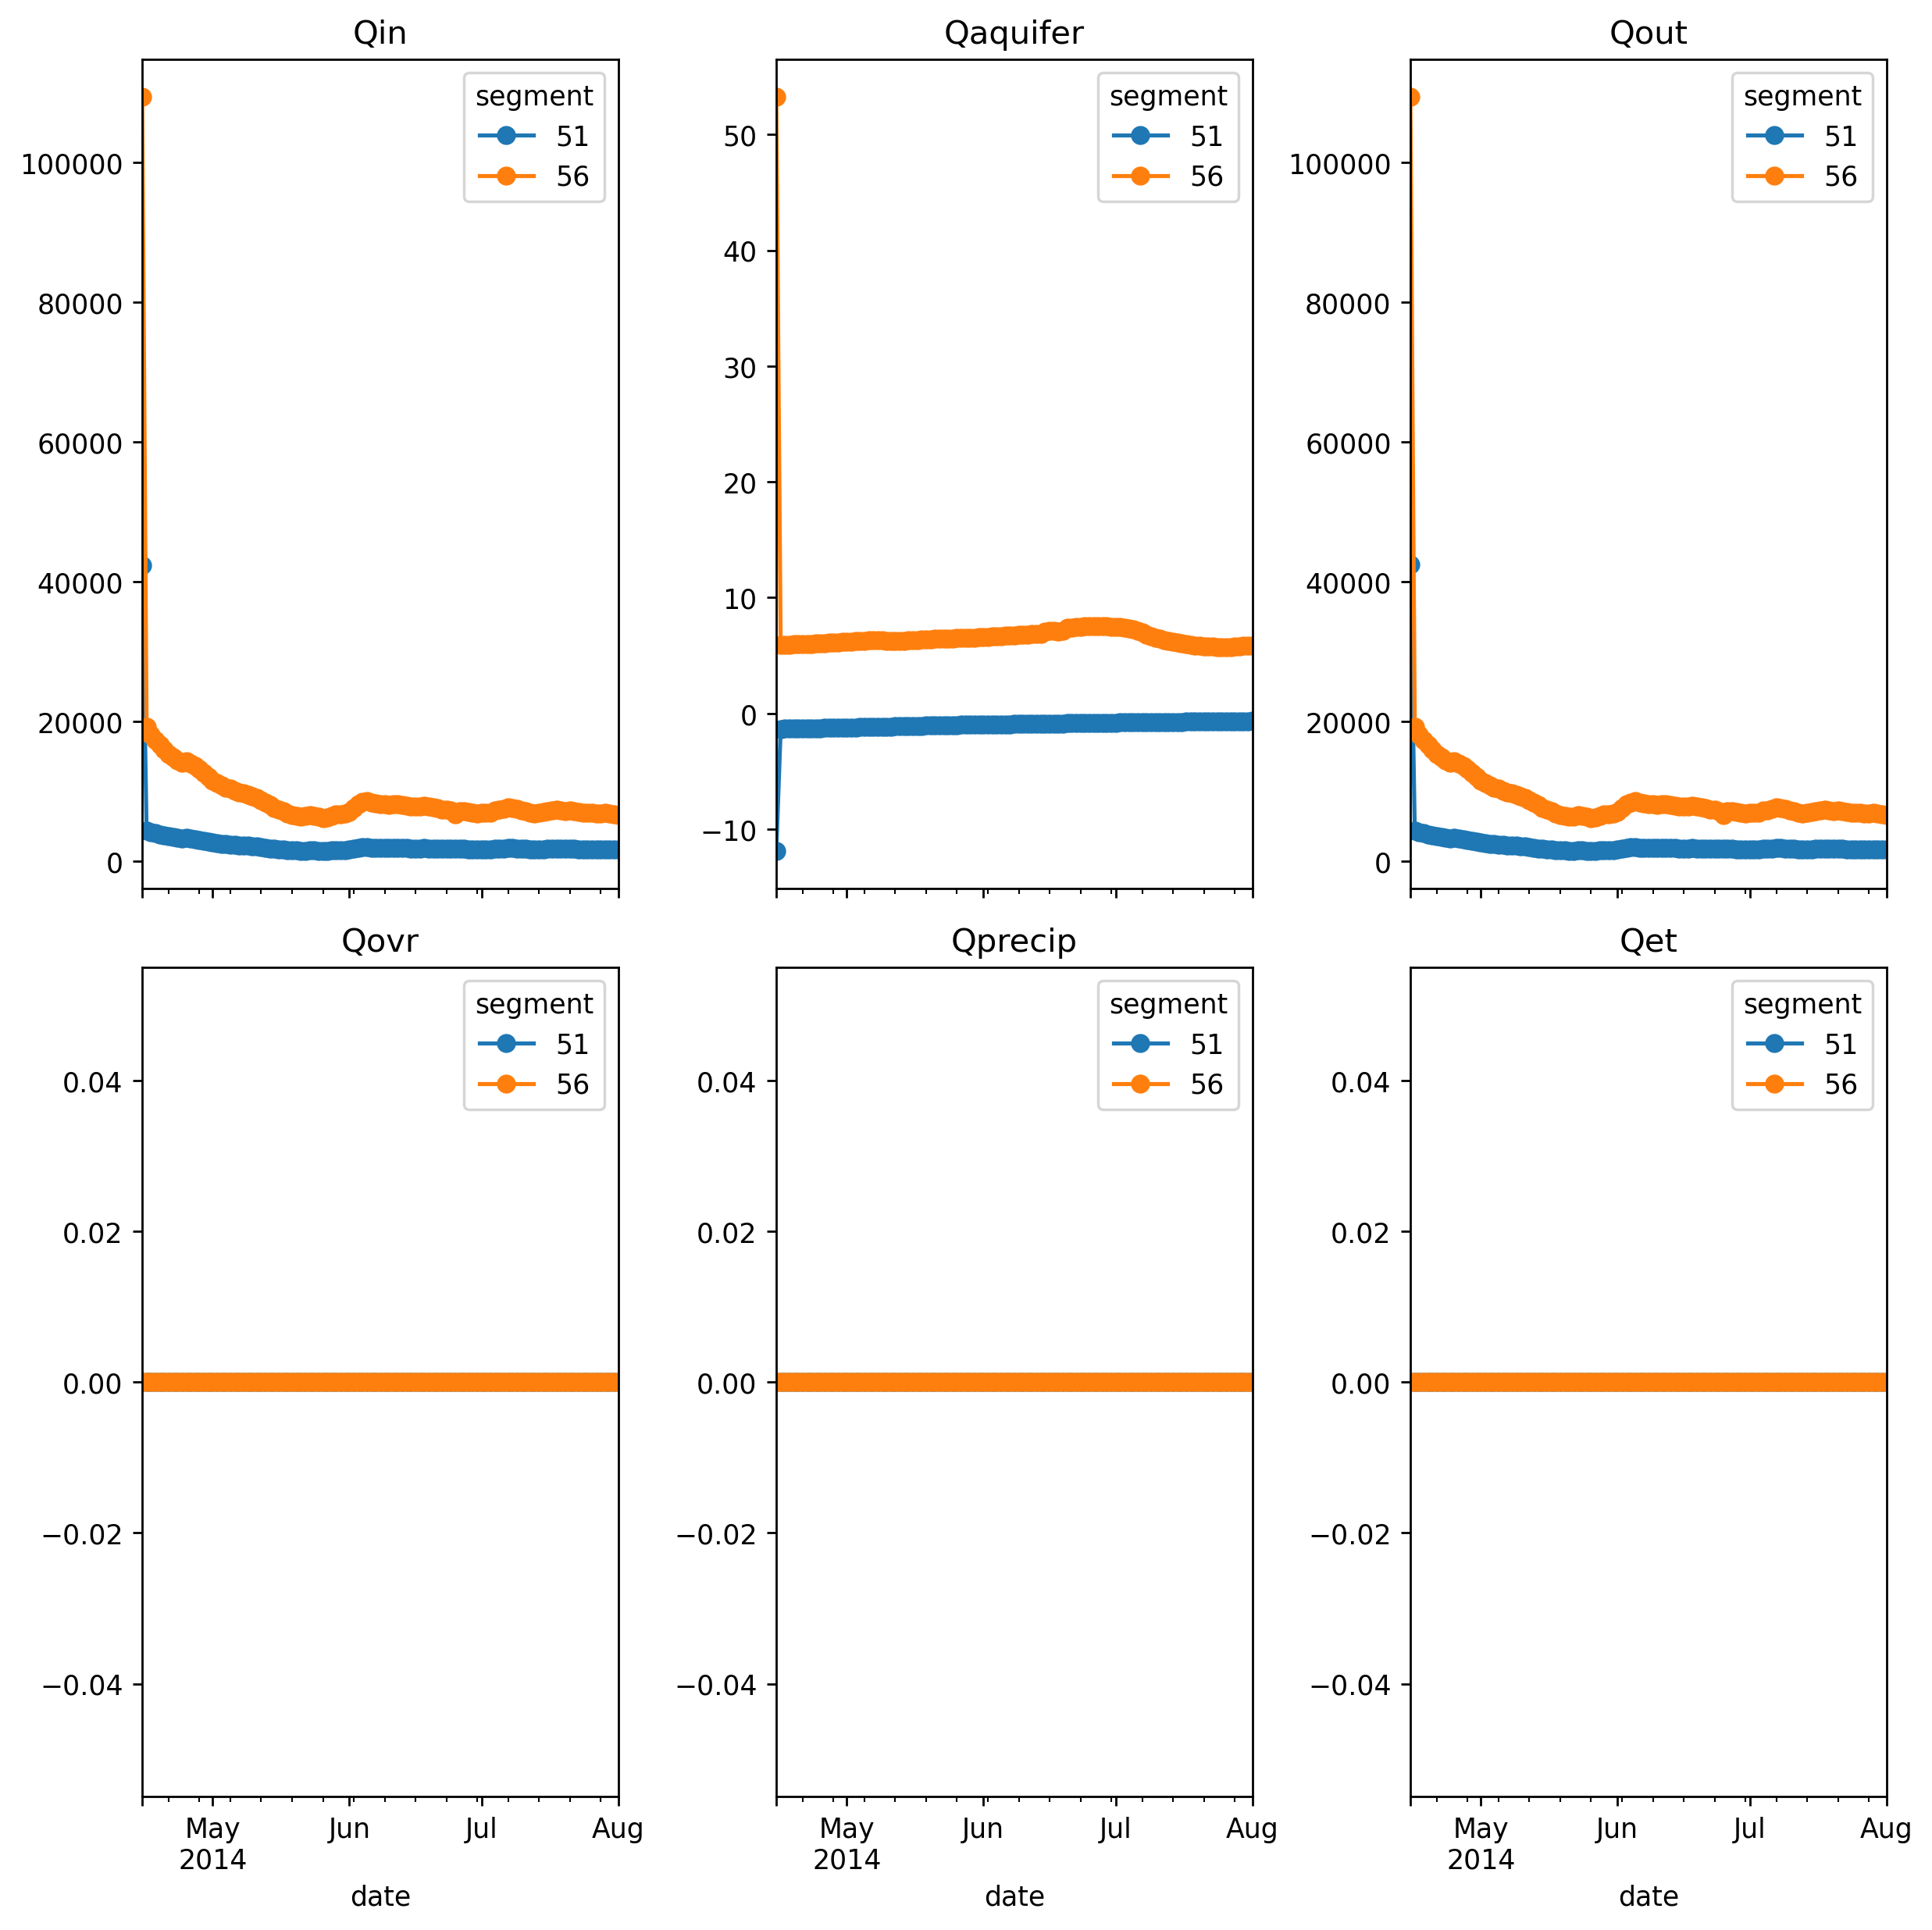 Qin
segment
51
56
100000
80000
60000
40000
20000
0
Qaquifer
segment
51
56
50
40
30
20
10
0
−10
Qout
segment
51
56
100000
80000
60000
40000
20000
0
Qovr
segment
51
56
0.04
0.02
0.00
−0.02
−0.04
May
2014
Jun
Jul
Aug
date
Qprecip
segment
51
56
0.04
0.02
0.00
−0.02
−0.04
May
2014
Jun
Jul
Aug
date
Qet
segment
51
56
0.04
0.02
0.00
−0.02
−0.04
May
2014
Jun
Jul
Aug
date